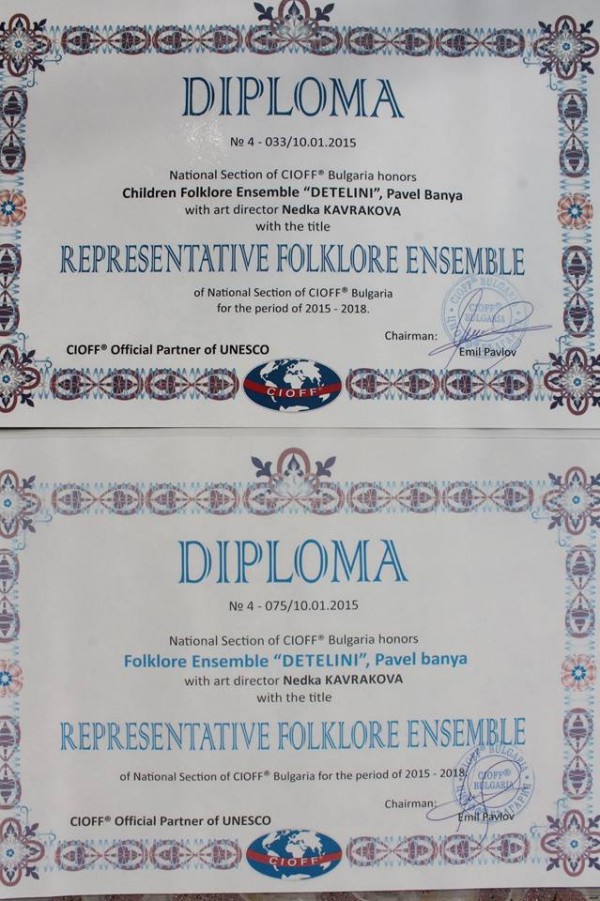 DIPLOMA
№ 4 - 033/10.01.2015
National Section of CIOFF® Bulgaria honors
Children Folklore Ensemble “DETELINI”, Pavel Banya
with art director Nedka KAVRAKOVA
with the title
REPRESENTATIVE FOLKLORE ENSEMBLE
of National Section of CIOFF® Bulgaria
for the period of 2015 - 2018.
CIOFF® BULGARIA
Chairman:
Emil Pavlov
CIOFF® Official Partner of UNESCO
CIOFF
DIPLOMA
№ 4 - 075/10.01.2015
National Section of CIOFF® Bulgaria honors
Folklore Ensemble “DETELINI”, Pavel banya
with art director Nedka KAVRAKOVA
with the title
REPRESENTATIVE FOLKLORE ENSEMBLE
of National Section of CIOFF® Bulgaria for the period of 2015 - 2018.
CIOFF®
BULGARIA
Chairman:
Emil Pavlov
CIOFF® Official Partner of UNESCO
CIOFF